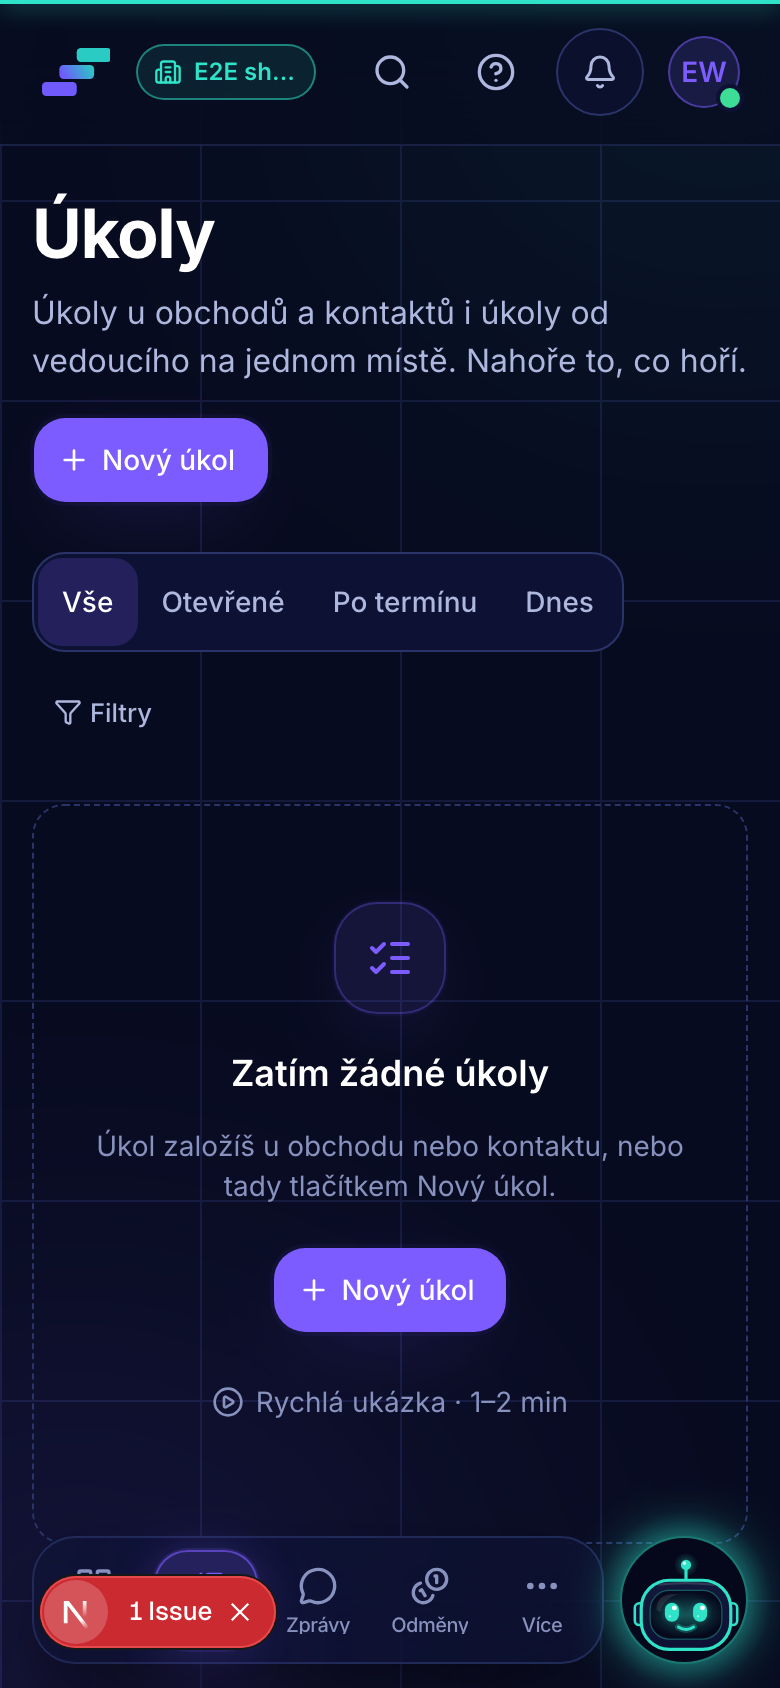 E2E sh...
EW
Úkoly
Úkoly u obchodů a kontaktů i úkoly od
vedoucího na jednom místě. Nahoře to, co hoří.
Nový úkol
Vše Otevřené Po termínu Dnes
Filtry
Zatím žádné úkoly
Úkol založíš u obchodu nebo kontaktu, nebo
tady tlačítkem Nový úkol.
Nový úkol
Rychlá ukázka · 1–2 min
N 1 Issue
Zprávy Odměny Více